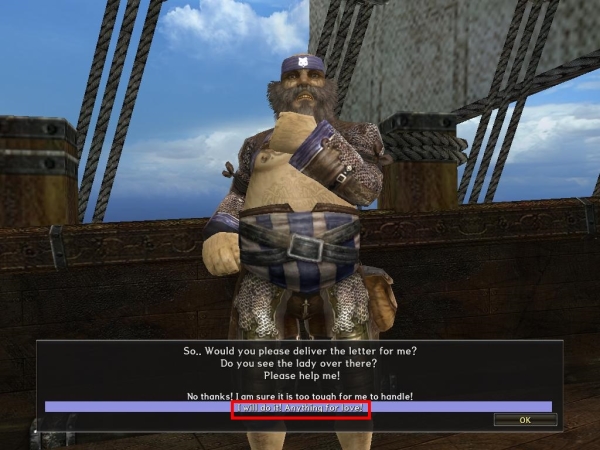 So.. Would you please deliver the letter for me?
Do you see the lady over there?
Please help me!
No thanks! I am sure it is too tough for me to handle!
I will do it! Anything for love!
OK